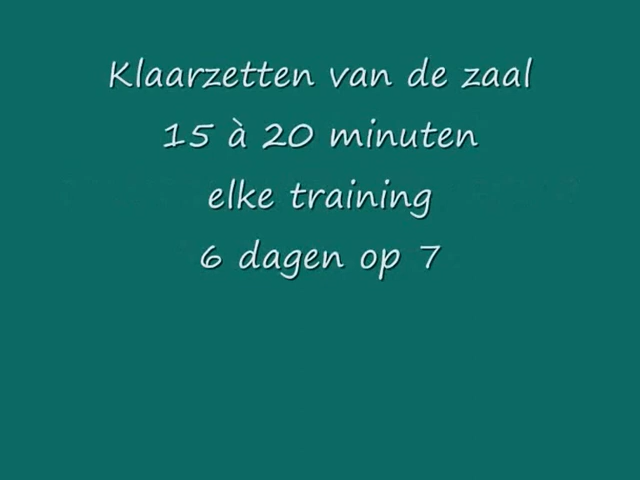 Klaarzetten van de zaal
15 à 20 minuten
elke training
6 dagen op 7